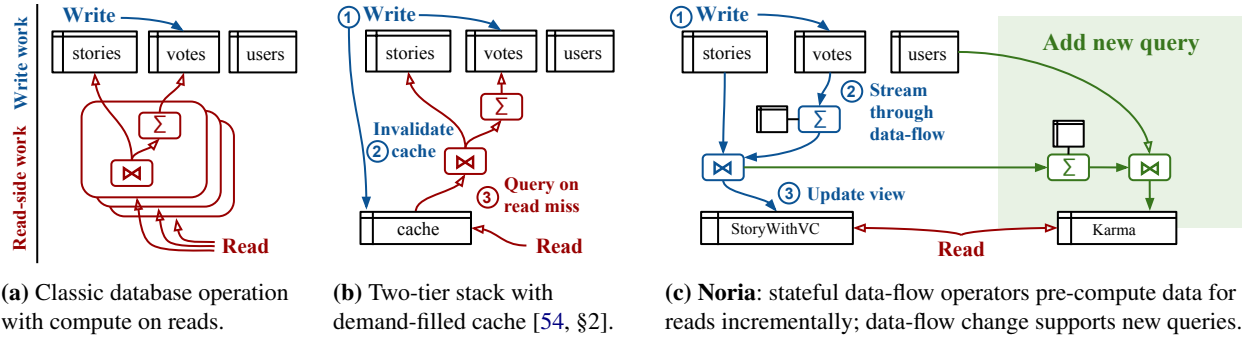 Write work
Read-side work
Write
stories
votes
users
Σ
⋈
Read
(a) Classic database operation
with compute on reads.
1 Write
stories
votes
users
Σ
Invalidate
2 cache
⋈
3 Query on
read miss
cache
Read
(b) Two-tier stack with
demand-filled cache [54, §2].
1 Write
stories
votes
users
Add new query
2 Stream
through
data-flow
Σ
⋈
Σ
⋈
3 Update view
StoryWithVC
Karma
Read
(c) Noria: stateful data-flow operators pre-compute data for
reads incrementally; data-flow change supports new queries.